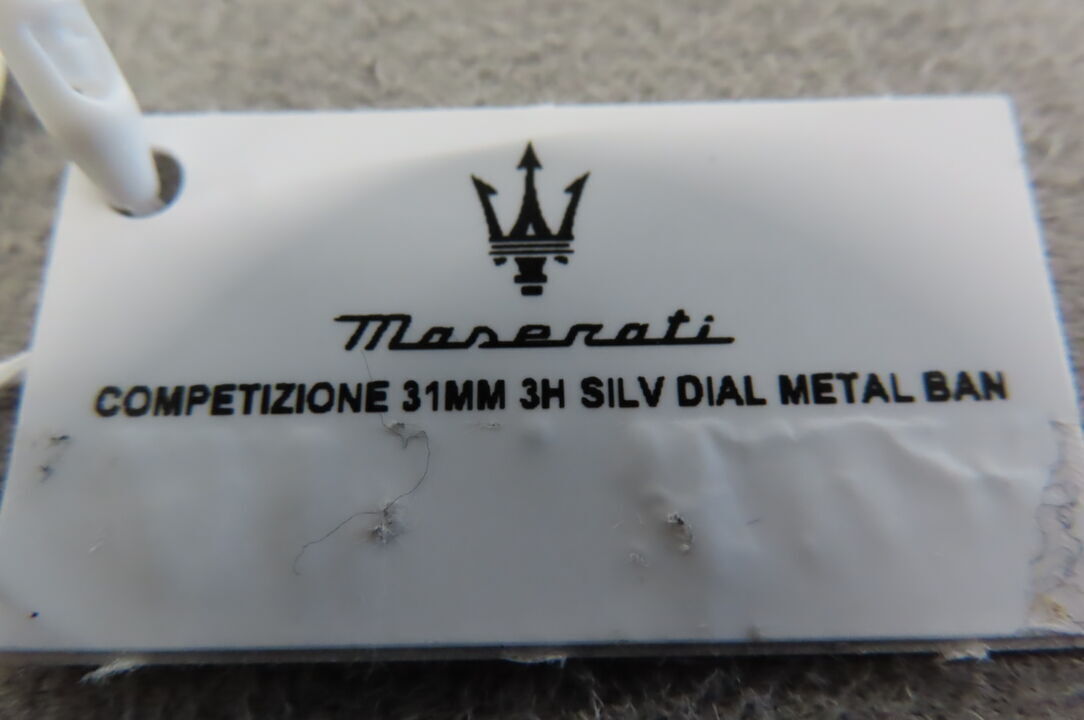 Maserati
COMPETIZIONE 31MM 3H SILV DIAL METAL BAN